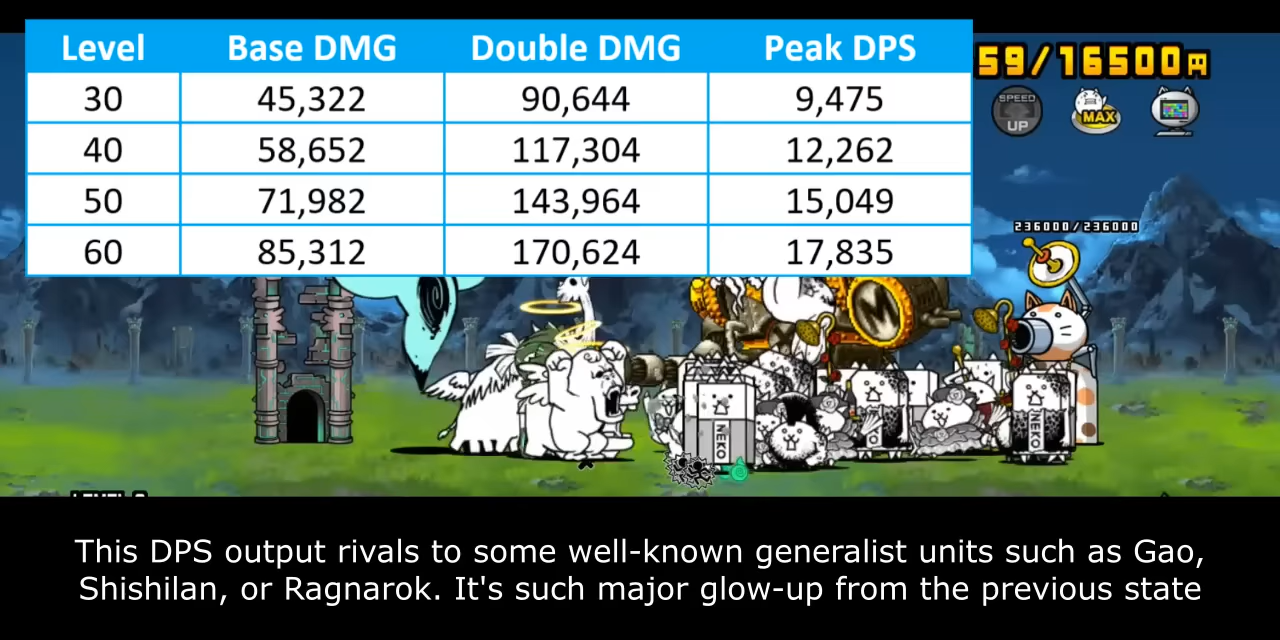 Level Base DMG Double DMG Peak DPS
30 45,322 90,644 9,475
40 58,652 117,304 12,262
50 71,982 143,964 15,049
60 85,312 170,624 17,835
59/16500円
SPEED UP
MAX
236000/236000
NEKO
NEKO
This DPS output rivals to some well-known generalist units such as Gao,
Shishilan, or Ragnarok. It's such major glow-up from the previous state